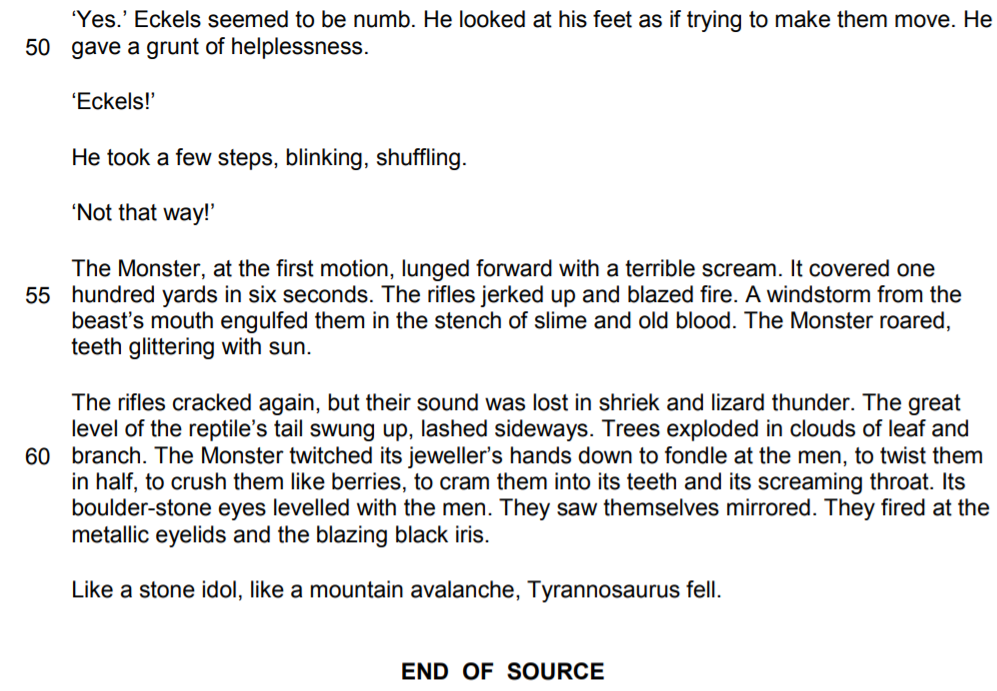 ‘Yes.’ Eckels seemed to be numb. He looked at his feet as if trying to make them move. He
50 gave a grunt of helplessness.
‘Eckels!’
He took a few steps, blinking, shuffling.
‘Not that way!’
The Monster, at the first motion, lunged forward with a terrible scream. It covered one
55 hundred yards in six seconds. The rifles jerked up and blazed fire. A windstorm from the
beast’s mouth engulfed them in the stench of slime and old blood. The Monster roared,
teeth glittering with sun.
The rifles cracked again, but their sound was lost in shriek and lizard thunder. The great
level of the reptile’s tail swung up, lashed sideways. Trees exploded in clouds of leaf and
60 branch. The Monster twitched its jeweller’s hands down to fondle at the men, to twist them
in half, to crush them like berries, to cram them into its teeth and its screaming throat. Its
boulder-stone eyes levelled with the men. They saw themselves mirrored. They fired at the
metallic eyelids and the blazing black iris.
Like a stone idol, like a mountain avalanche, Tyrannosaurus fell.
END OF SOURCE